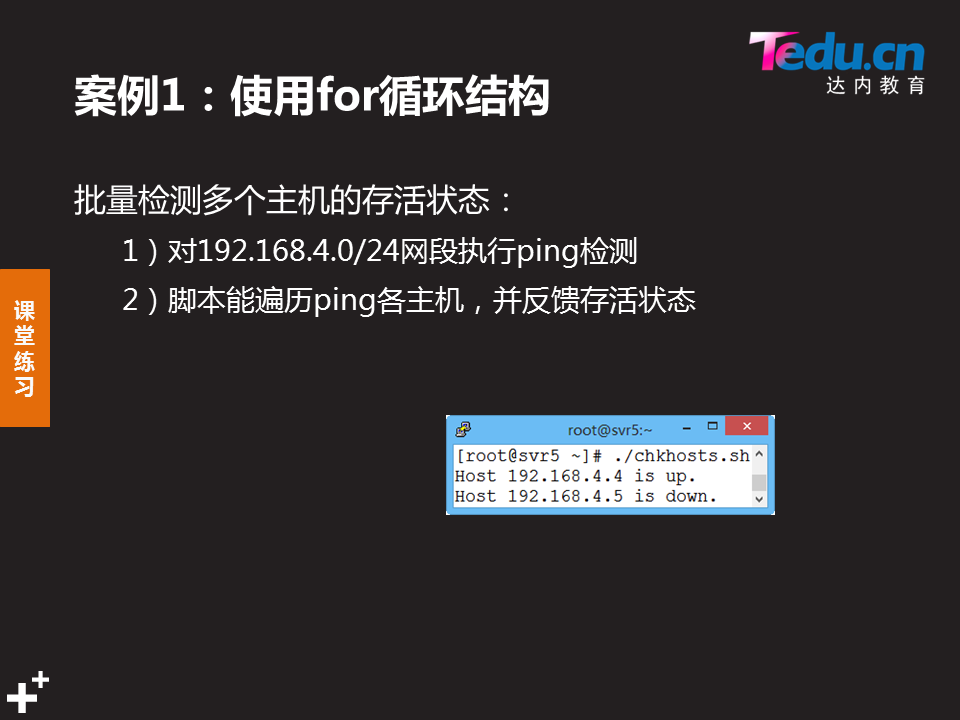 Tedu.cn
达内教育
案例1：使用for循环结构
批量检测多个主机的存活状态：
1）对192.168.4.0/24网段执行ping检测
2）脚本能遍历ping各主机，并反馈存活状态
课堂练习
root@svr5:~
[root@svr5 ~]# ./chkhosts.sh
Host 192.168.4.4 is up.
Host 192.168.4.5 is down.